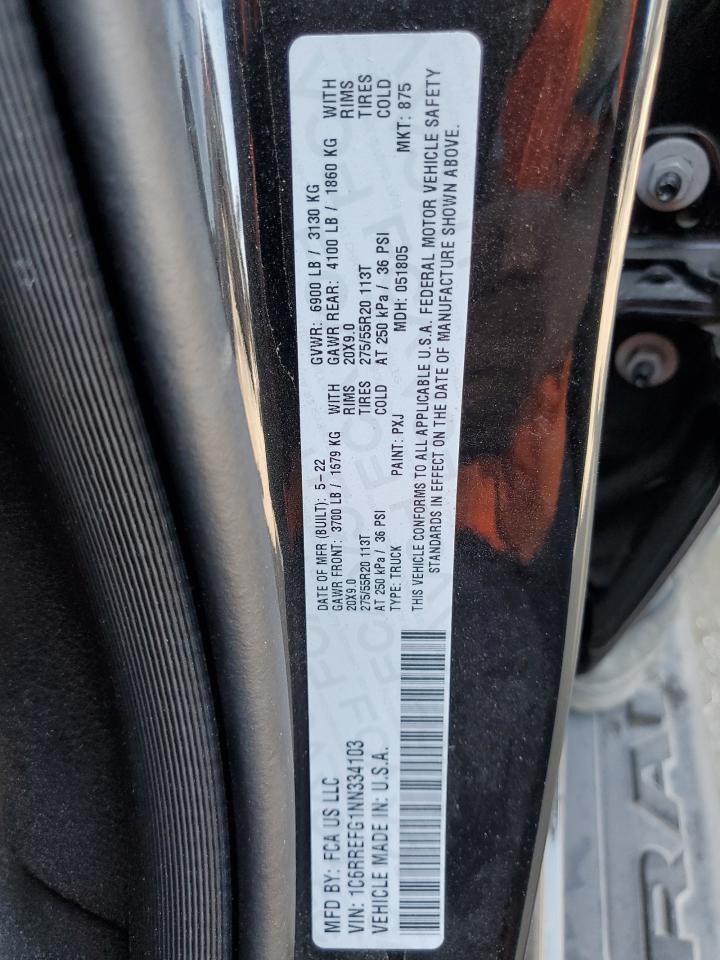 MFD BY: FCA US LLC
VIN: 1C6RREFG1NN334103
VEHICLE MADE IN: U.S.A.
DATE OF MFR (BUILT): 5-22
GAWR FRONT: 3700 LB / 1679 KG WITH
20X9.0 RIMS
275/55R20 113T TIRES
AT 250 kPa / 36 PSI COLD
TYPE: TRUCK PAINT: PXJ
GVWR: 6900 LB / 3130 KG
GAWR REAR: 4100 LB / 1860 KG WITH
20X9.0 RIMS
275/55R20 113T TIRES
AT 250 kPa / 36 PSI COLD
MDH: 051805 MKT: 875
THIS VEHICLE CONFORMS TO ALL APPLICABLE U.S.A. FEDERAL MOTOR VEHICLE SAFETY
STANDARDS IN EFFECT ON THE DATE OF MANUFACTURE SHOWN ABOVE.
RAM